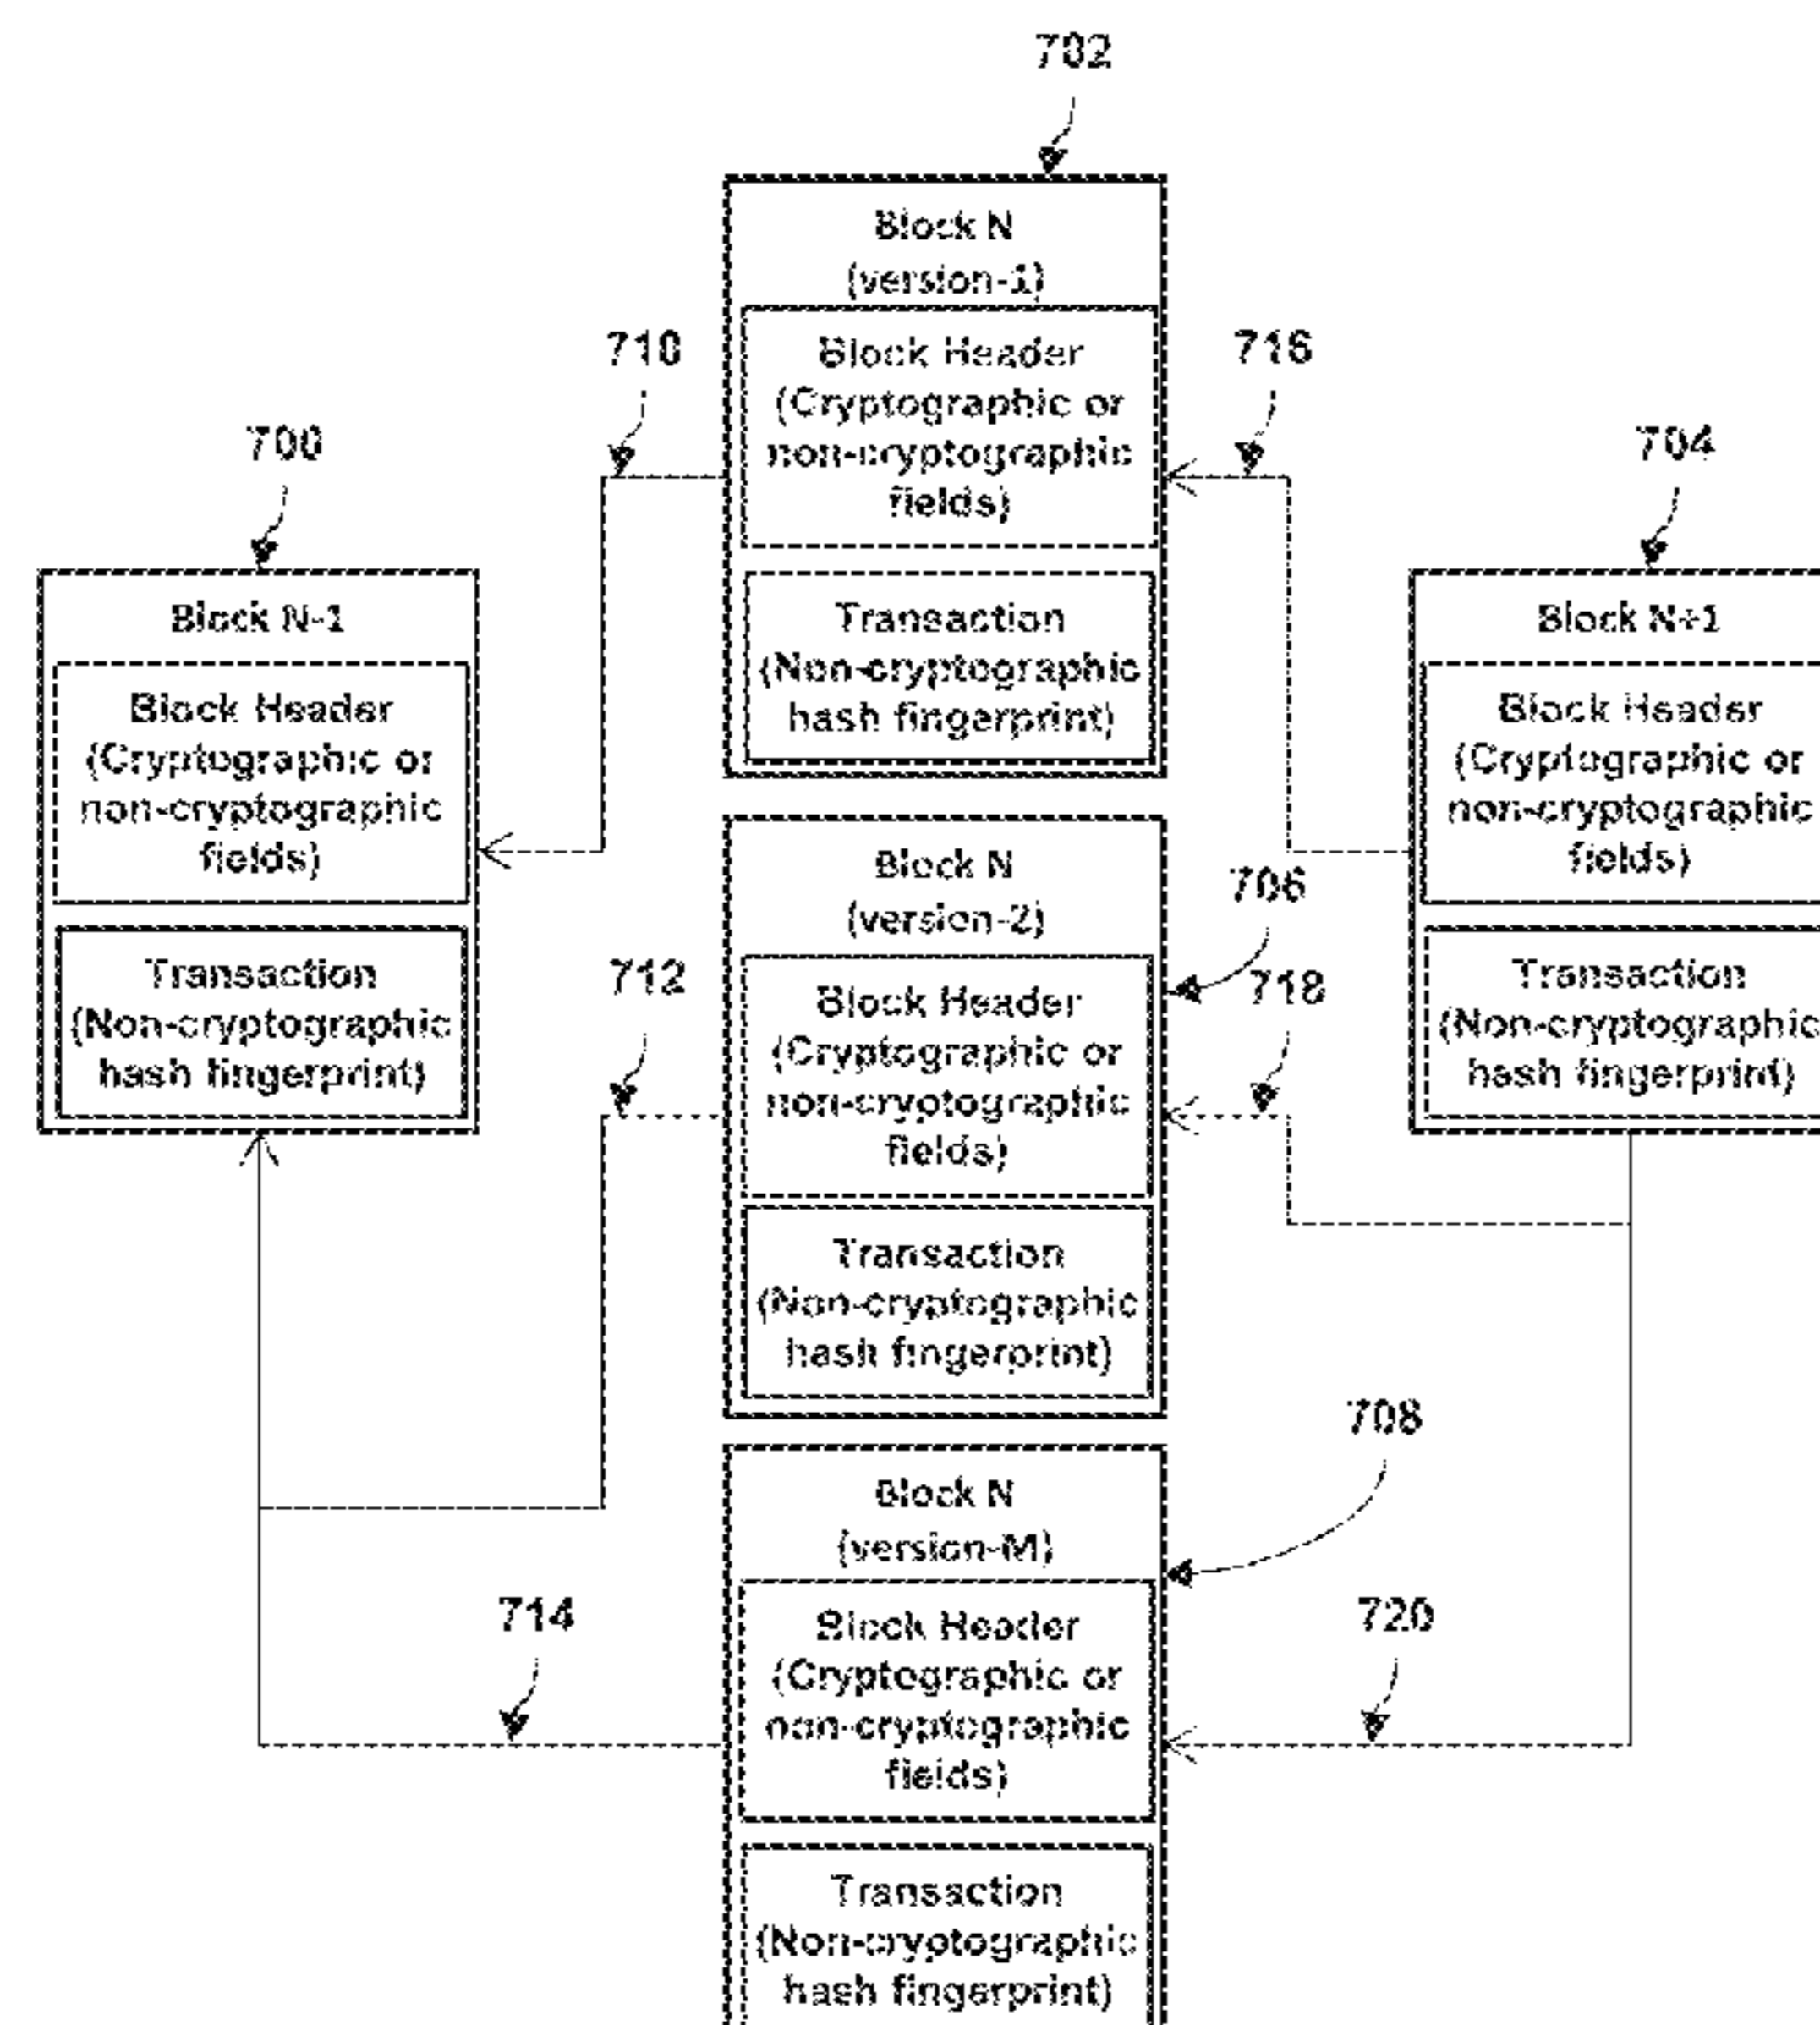 702
Block N
(version-1)
Block Header
(Cryptographic or
non-cryptographic
fields)
Transaction
(Non-cryptographic
hash fingerprint)
710
716
700
Block N-1
Block Header
(Cryptographic or
non-cryptographic
fields)
Transaction
(Non-cryptographic
hash fingerprint)
704
Block N+1
Block Header
(Cryptographic or
non-cryptographic
fields)
Transaction
(Non-cryptographic
hash fingerprint)
Block N
(version-2)
Block Header
(Cryptographic or
non-cryptographic
fields)
Transaction
(Non-cryptographic
hash fingerprint)
706
712
718
708
Block N
(version-M)
Block Header
(Cryptographic or
non-cryptographic
fields)
Transaction
(Non-cryptographic
hash fingerprint)
714
720